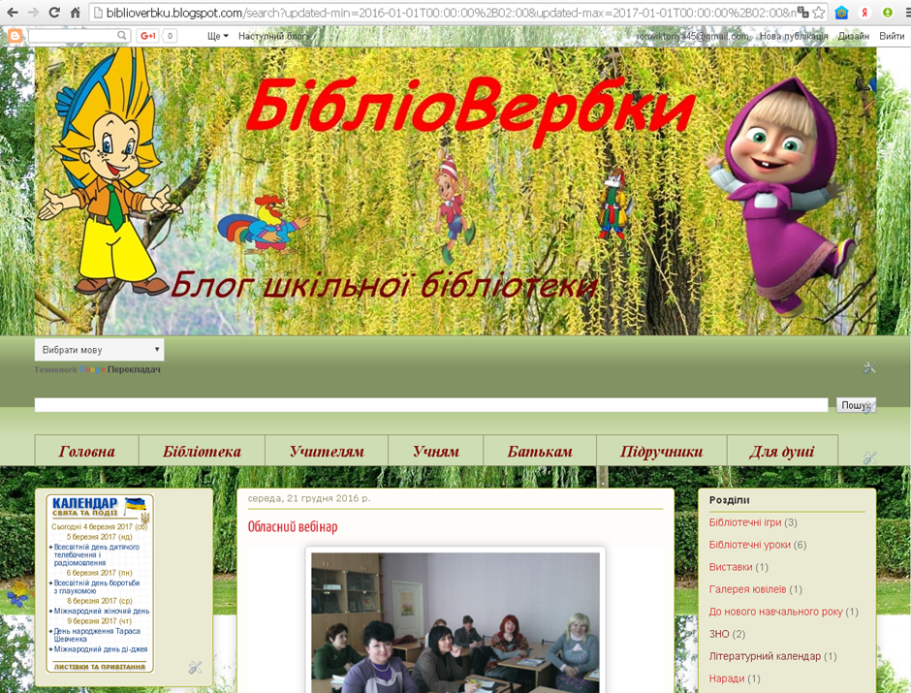 biblioverbku.blogspot.com/search?updated-min=2016-01-01T00:00:00%2B02:00&updated-max=2017-01-01T00:00:00%2B02:00&
G+1 0 Ще Наступний блог» Нова публікація Дизайн Вийти
БібліоВербки
Блог шкільної бібліотеки
Вибрати мову
Технології Google Перекладач
Пошук
Головна Бібліотека Учителям Учням Батькам Підручники Для душі
КАЛЕНДАР
СВЯТА ТА ПОДІЇ
Сьогодні 4 березня 2017 (сб)
5 березня 2017 (нд)
Всесвітній день дитячого
телебачення і
радіомовлення
6 березня 2017 (пн)
Всесвітній день боротьби
з глаукомою
8 березня 2017 (ср)
Міжнародний жіночий день
9 березня 2017 (чт)
День народження Тараса
Шевченка
Міжнародний день ді-джея
ЛИСТІВКИ ТА ПРИВІТАННЯ
середа, 21 грудня 2016 р.
Обласний вебінар
Розділи
Бібліотечні ігри (3)
Бібліотечні уроки (6)
Виставки (1)
Галерея ювілеїв (1)
До нового навчального року (1)
ЗНО (2)
Літературний календар (1)
Наради (1)